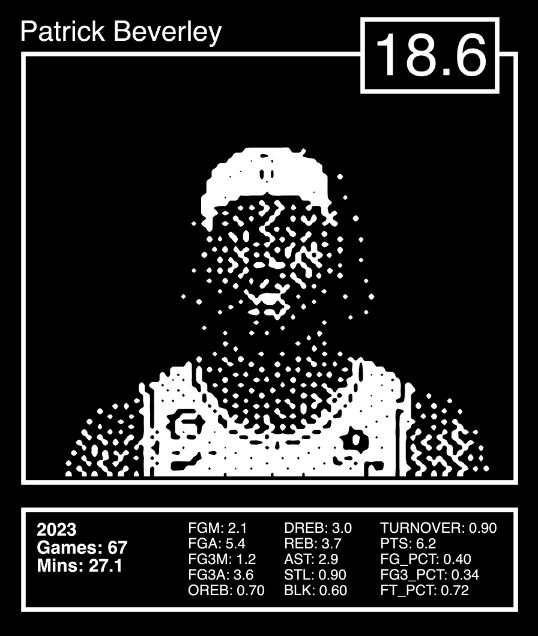 Patrick Beverley
18.6
2023
Games: 67
Mins: 27.1
FGM: 2.1
FGA: 5.4
FG3M: 1.2
FG3A: 3.6
OREB: 0.70
DREB: 3.0
REB: 3.7
AST: 2.9
STL: 0.90
BLK: 0.60
TURNOVER: 0.90
PTS: 6.2
FG_PCT: 0.40
FG3_PCT: 0.34
FT_PCT: 0.72